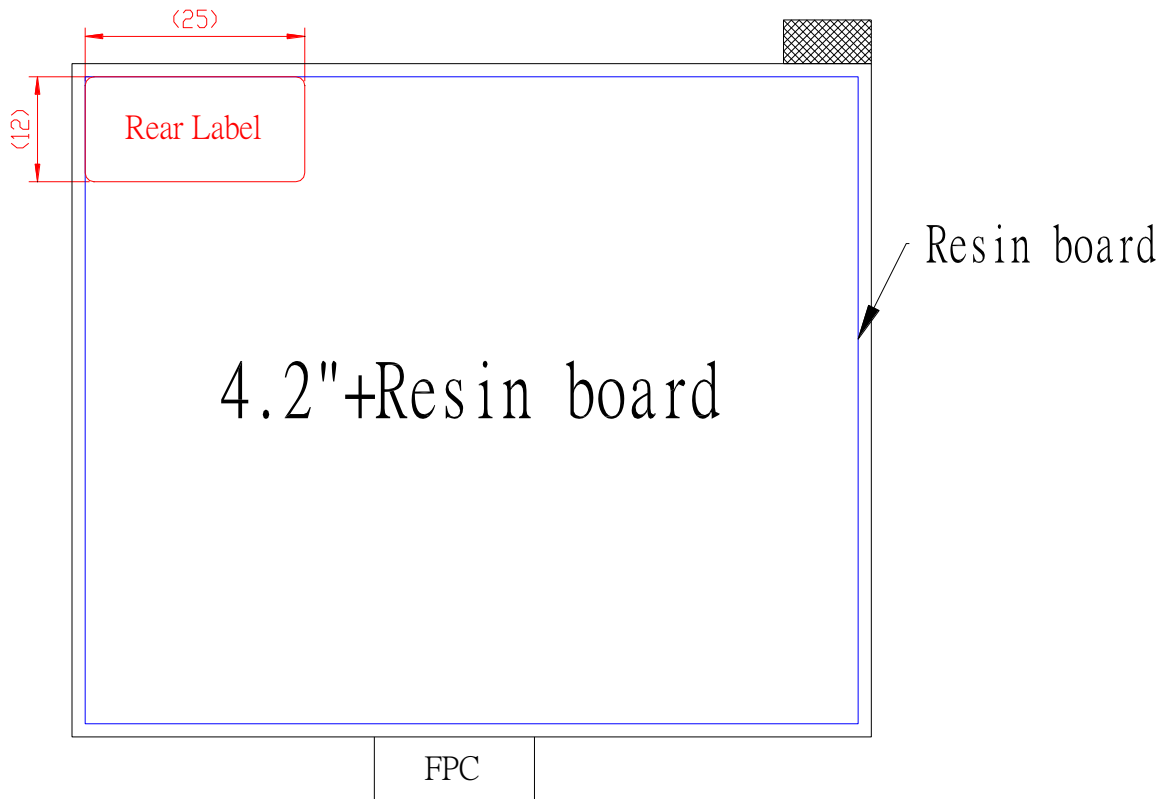 (25)
(12)
Rear Label
Resin board
4.2"+Resin board
FPC